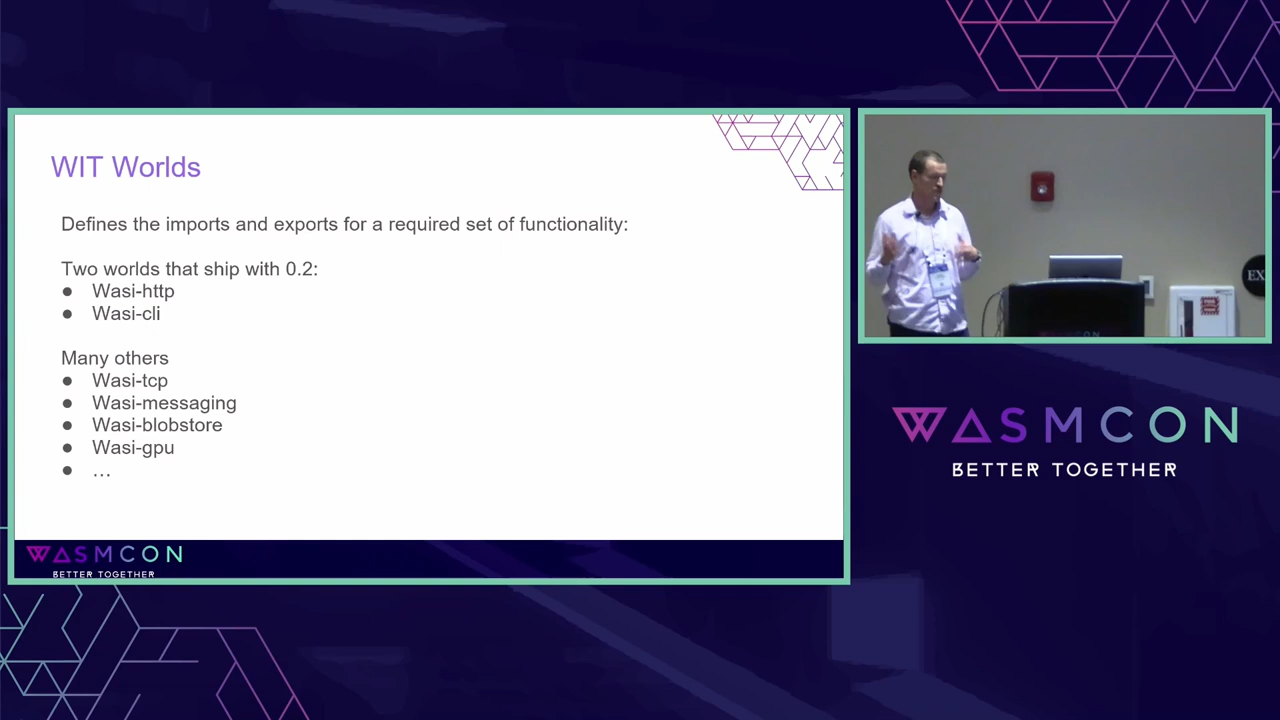 WIT Worlds
Defines the imports and exports for a required set of functionality:
Two worlds that ship with 0.2:
● Wasi-http
● Wasi-cli
Many others
● Wasi-tcp
● Wasi-messaging
● Wasi-blobstore
● Wasi-gpu
● …
WASMCON
BETTER TOGETHER
EX
WASMCON
BETTER TOGETHER